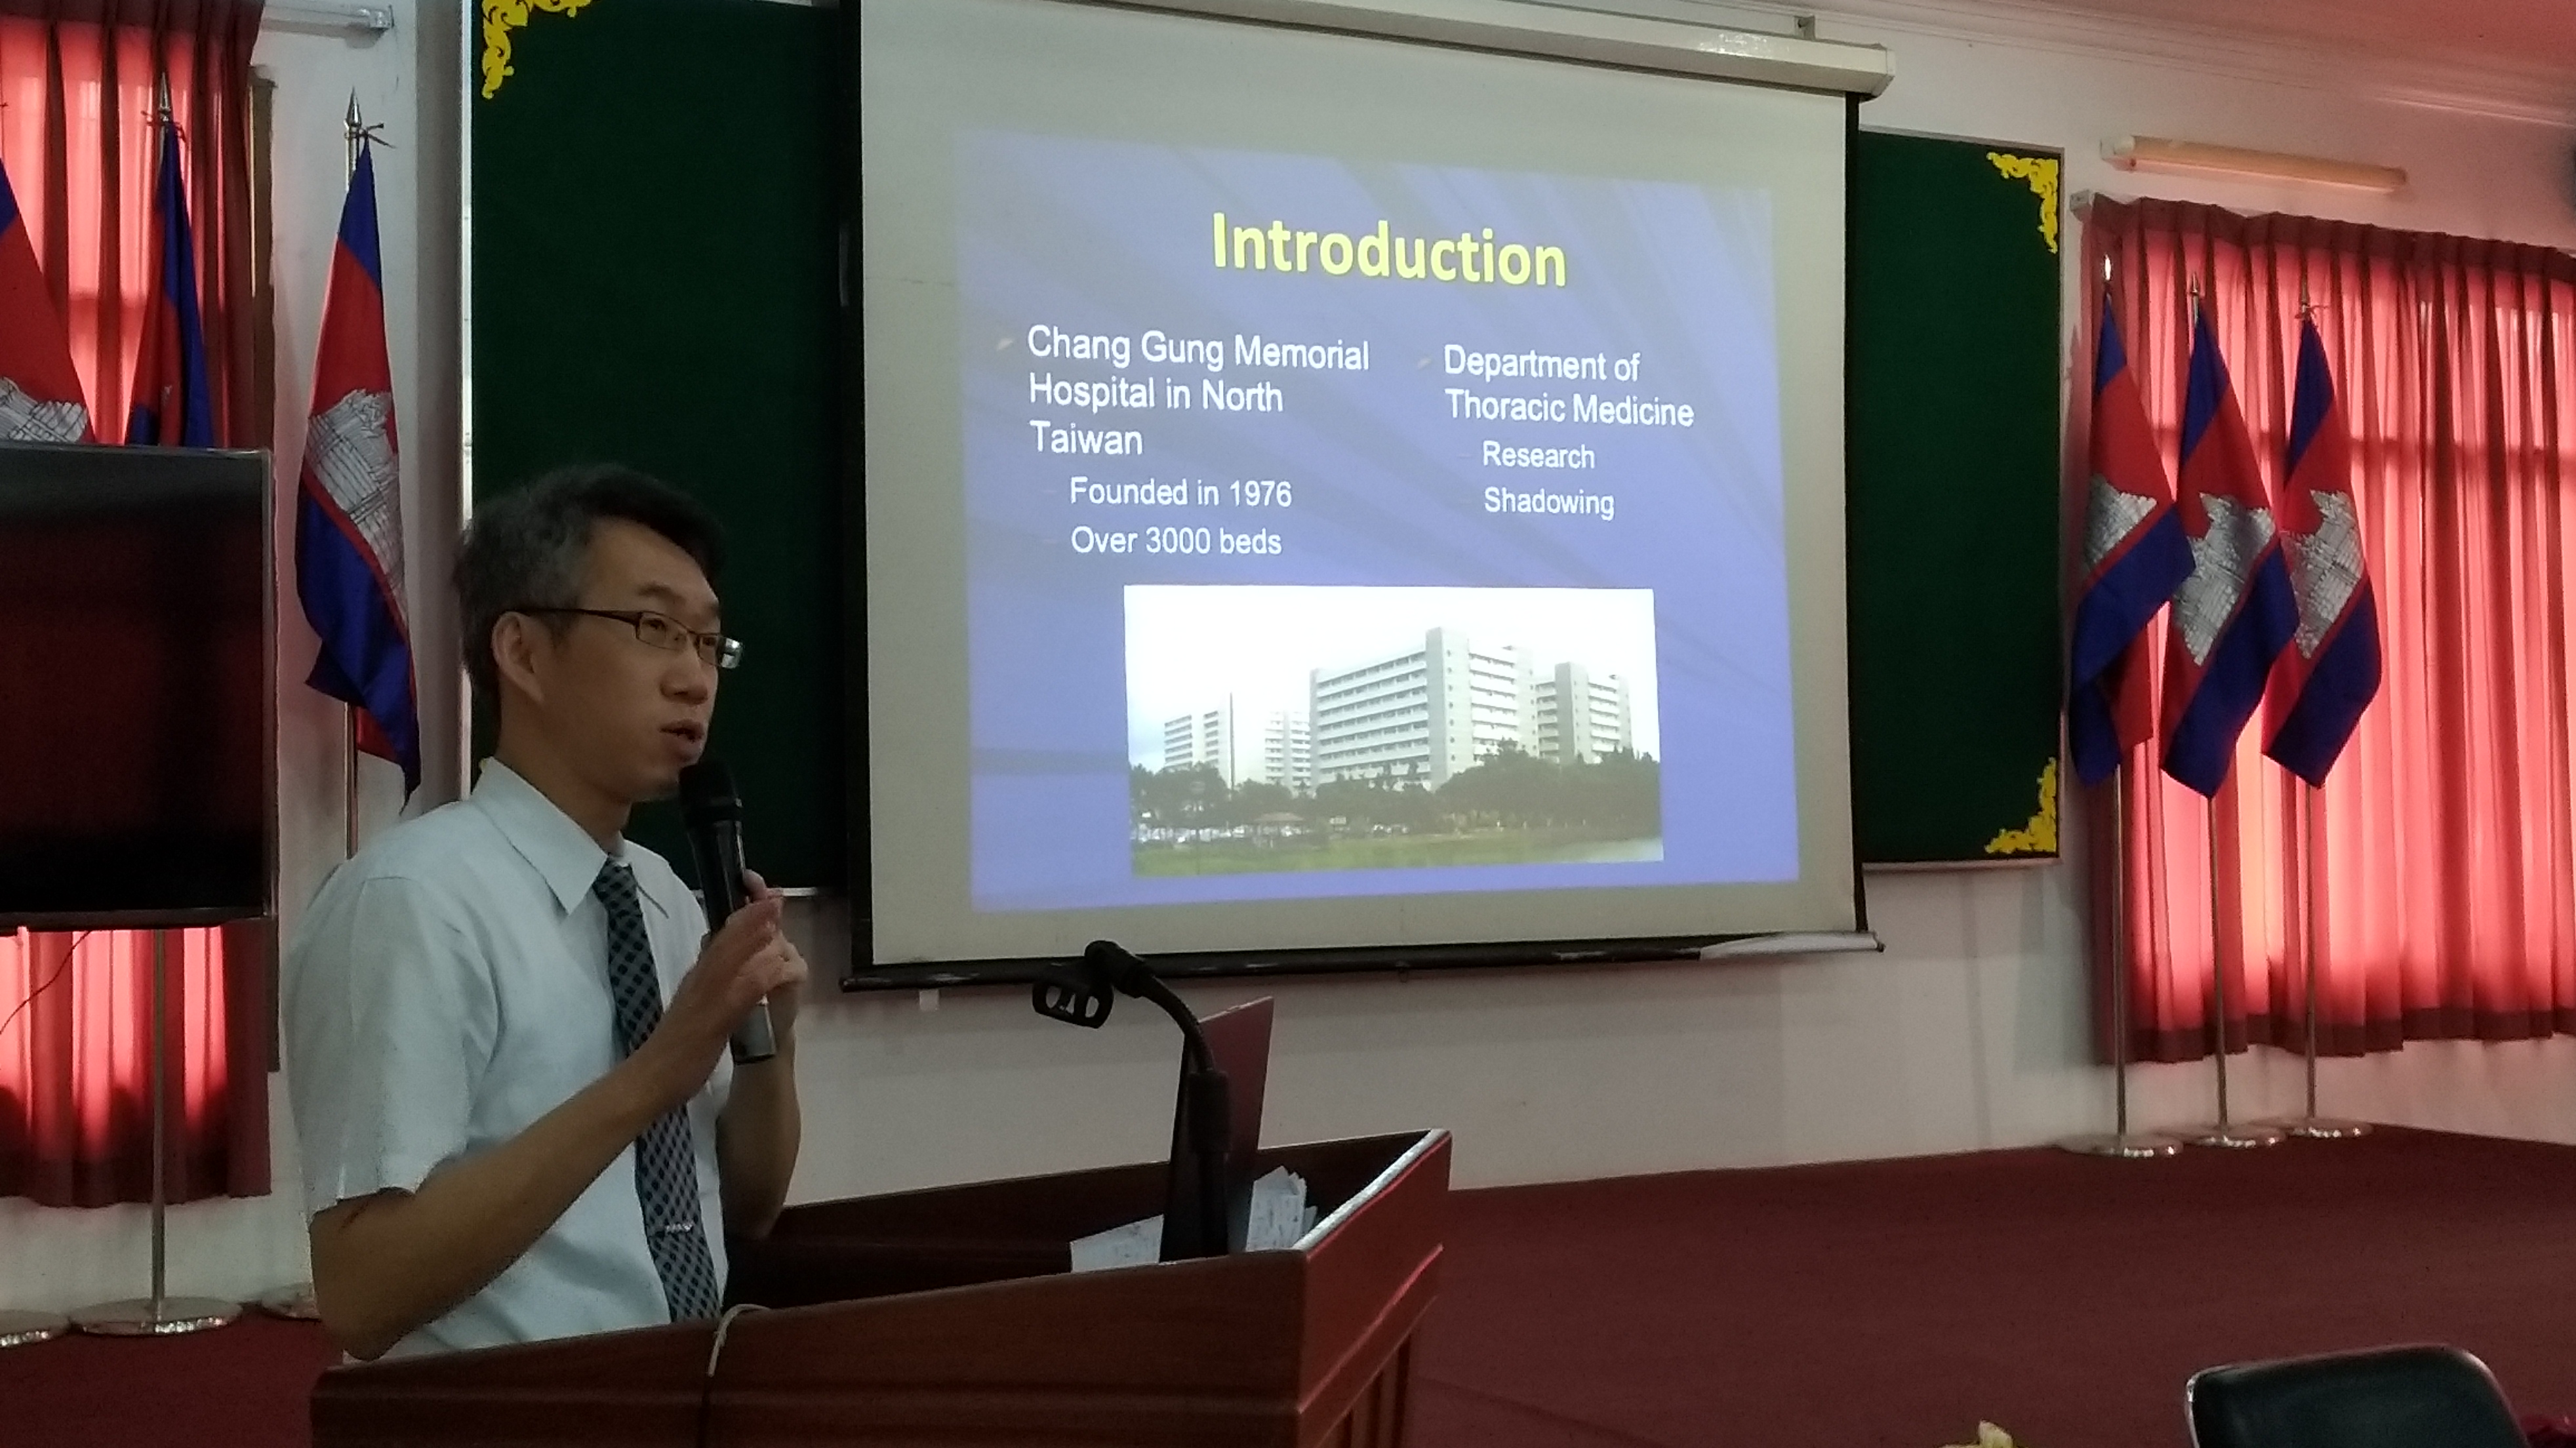 Introduction
Chang Gung Memorial
Hospital in North
Taiwan
Founded in 1976
Over 3000 beds
Department of
Thoracic Medicine
Research
Shadowing